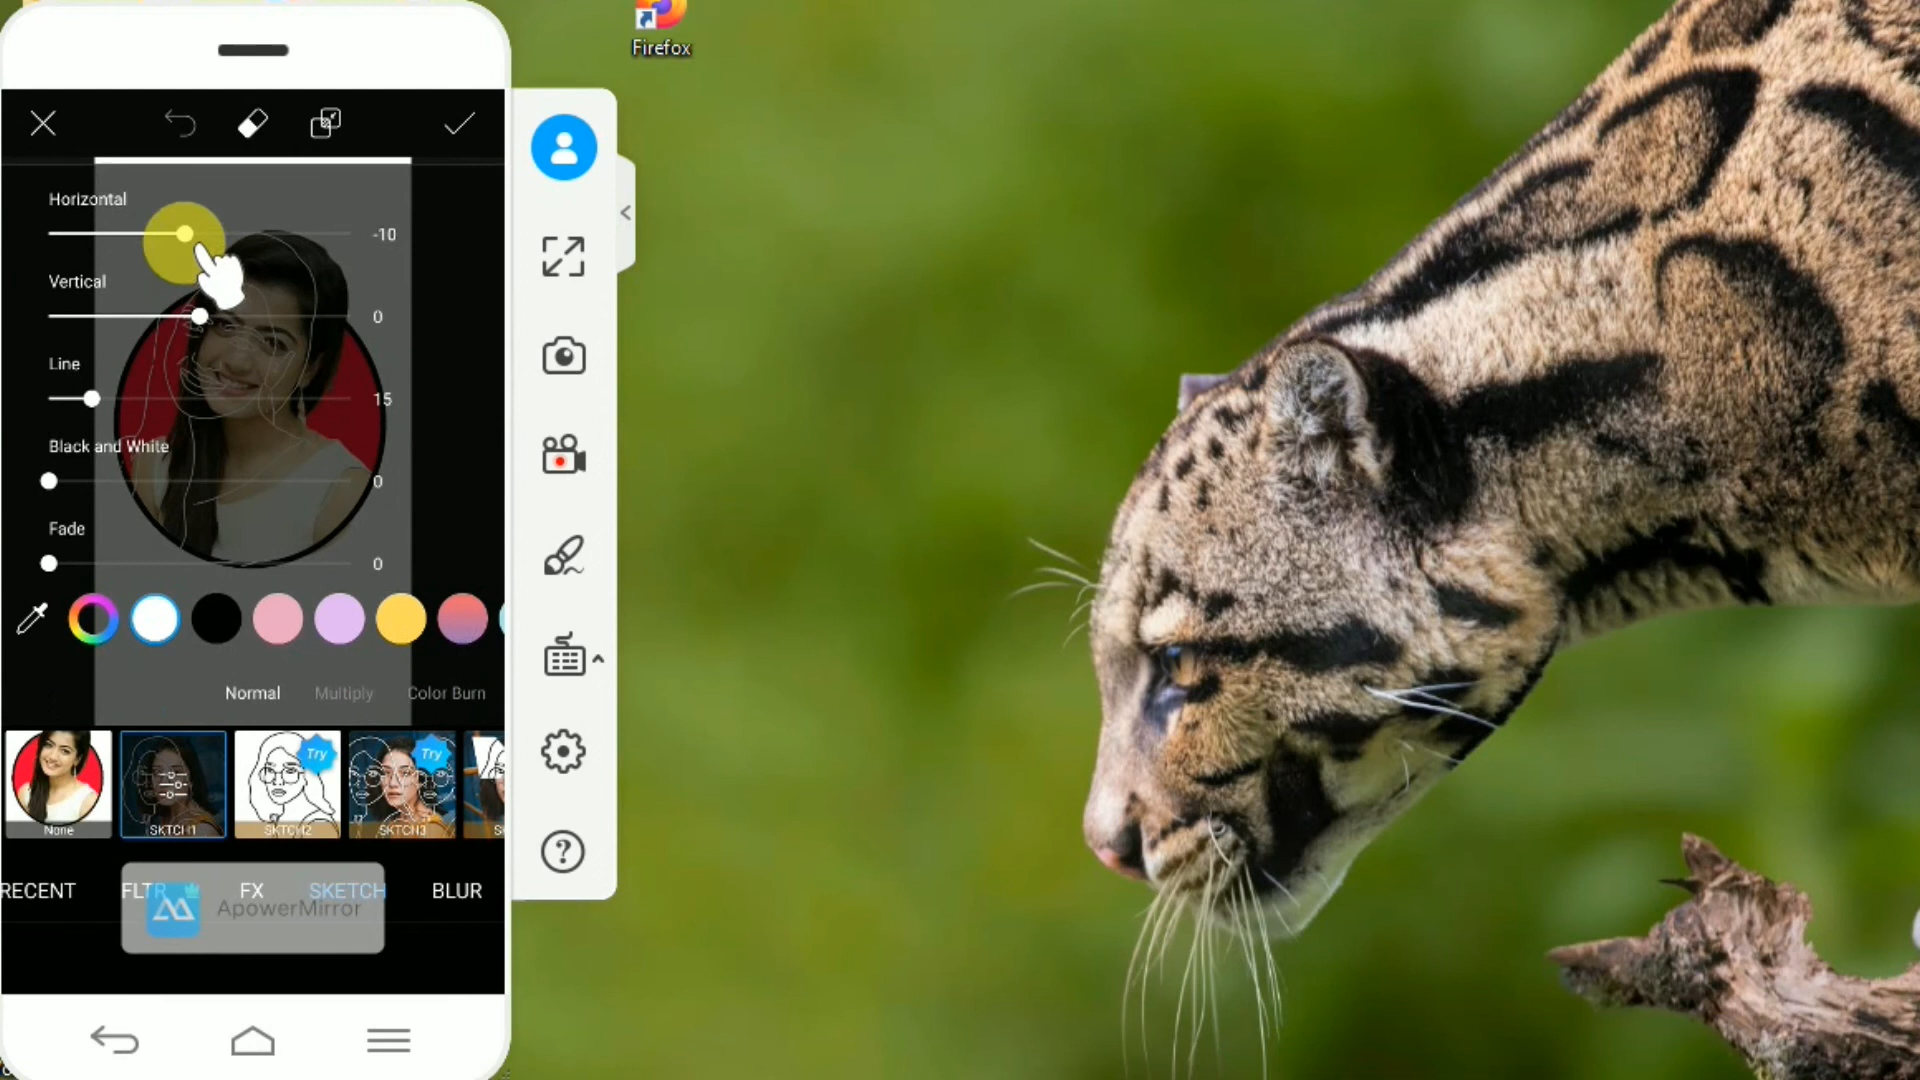 Firefox
Horizontal
-10
Vertical
0
Line
15
Black and White
0
Fade
0
Normal Multiply Color Burn
Try
Try
None
SKTCH1
SKTCH2
SKTCH3
RECENT
FLTR
FX
SKETCH
BLUR
ApowerMirror